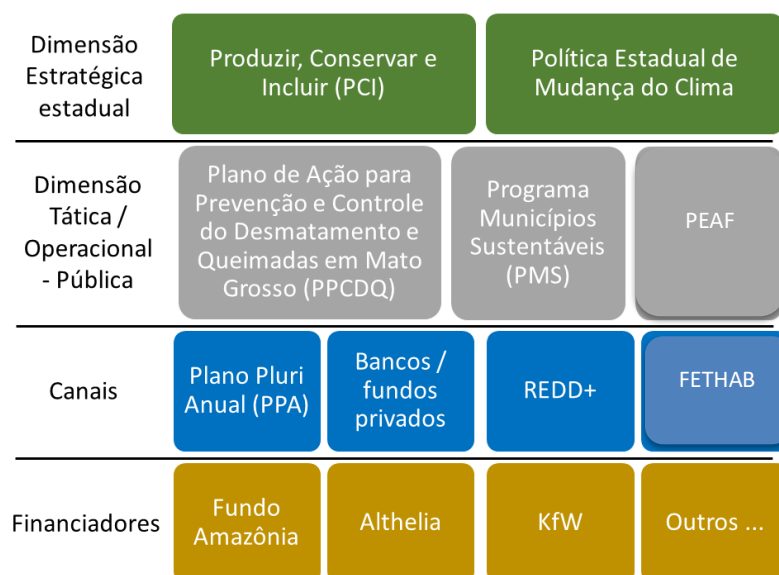 Dimensão
Estratégica
estadual
Produzir, Conservar e
Incluir (PCI)
Política Estadual de
Mudança do Clima
Dimensão
Tática /
Operacional
- Pública
Plano de Ação para
Prevenção e Controle
do Desmatamento e
Queimadas em Mato
Grosso (PPCDQ)
Programa
Municípios
Sustentáveis
(PMS)
PEAF
Canais
Plano Pluri
Anual (PPA)
Bancos /
fundos
privados
REDD+
FETHAB
Financiadores
Fundo
Amazônia
Althelia
KfW
Outros ...